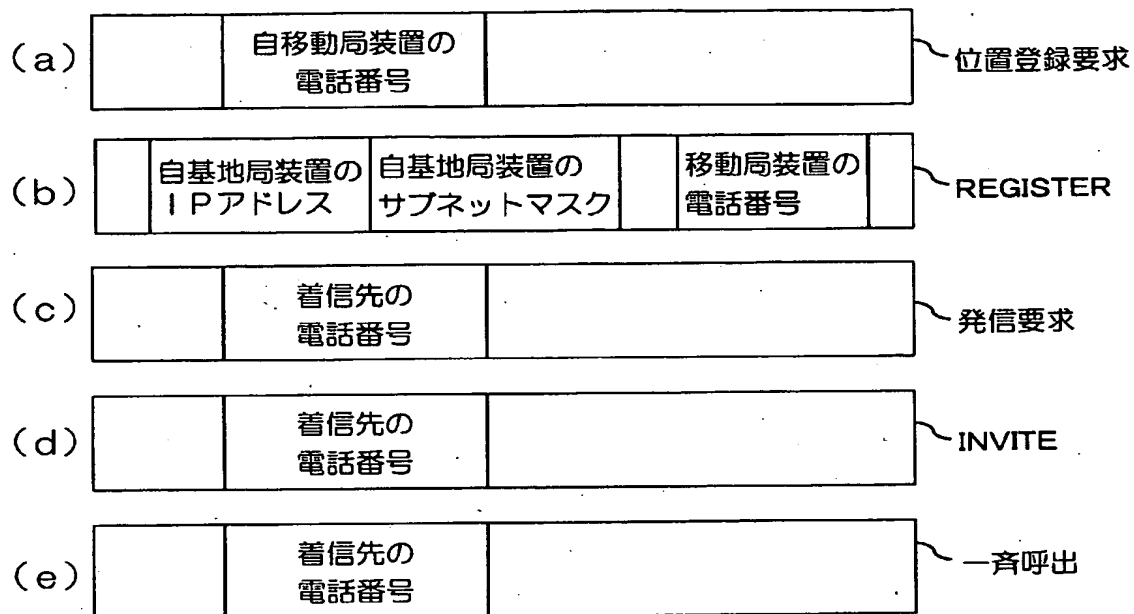 (a)
自移動局装置の
電話番号
位置登録要求
(b)
自基地局装置の
IPアドレス
自基地局装置の
サブネットマスク
移動局装置の
電話番号
REGISTER
(c)
着信先の
電話番号
発信要求
(d)
着信先の
電話番号
INVITE
(e)
着信先の
電話番号
一斉呼出